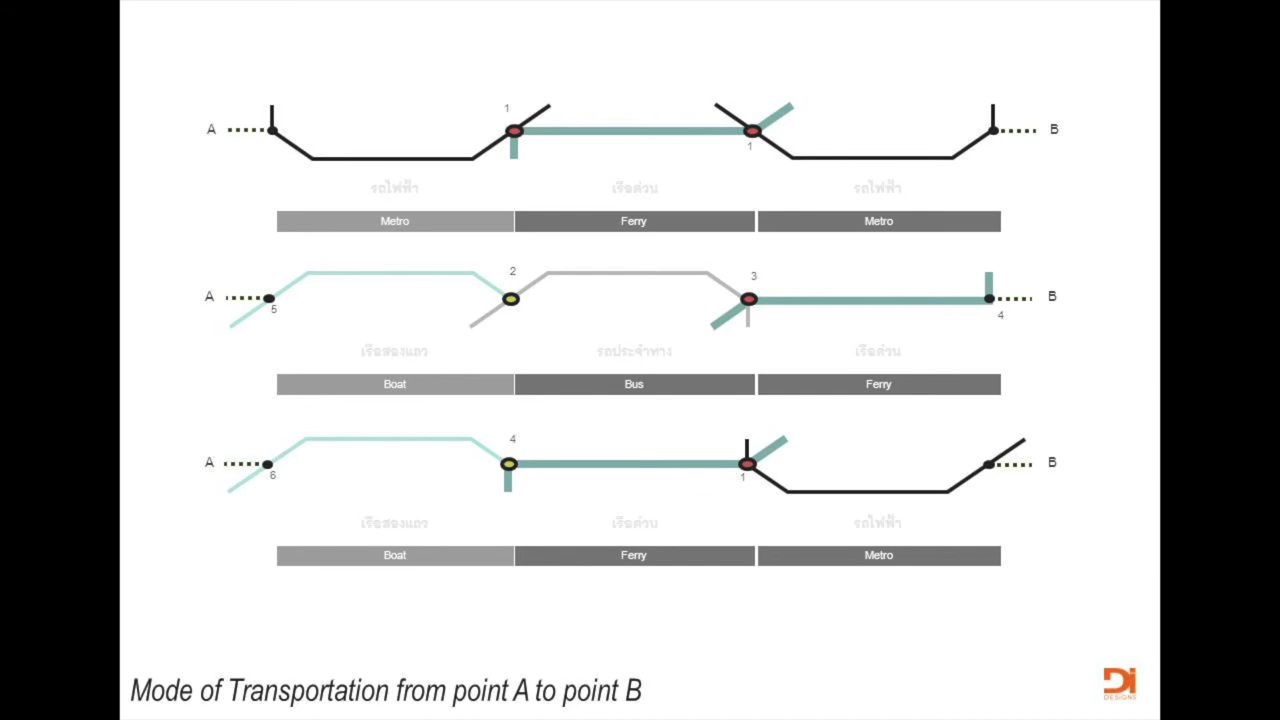 1
A
B
1
รถไฟฟ้า เรือด่วน รถไฟฟ้า
Metro Ferry Metro
2
3
A
B
5
4
เรือสองแถว รถประจำทาง เรือด่วน
Boat Bus Ferry
4
A
B
6
1
เรือสองแถว เรือด่วน รถไฟฟ้า
Boat Ferry Metro
Mode of Transportation from point A to point B
Di
DESIGNS